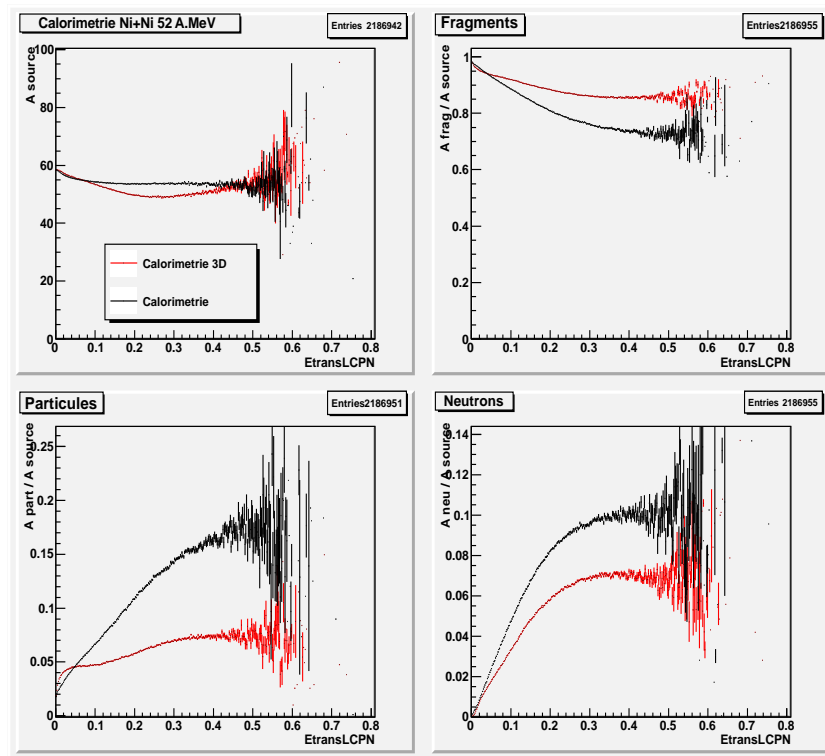 Calorimetrie Ni+Ni 52 A.MeV
Entries 2186942
A source
100
80
60
40
20
0
Calorimetrie 3D
Calorimetrie
0 0.1 0.2 0.3 0.4 0.5 0.6 0.7 0.8
EtransLCPN
Fragments
Entries2186955
A frag / A source
1
0.8
0.6
0.4
0.2
0
0 0.1 0.2 0.3 0.4 0.5 0.6 0.7 0.8
EtransLCPN
Particules
Entries2186951
A part / A source
0.25
0.2
0.15
0.1
0.05
0
0 0.1 0.2 0.3 0.4 0.5 0.6 0.7 0.8
EtransLCPN
Neutrons
Entries 2186955
A neu / A source
0.14
0.12
0.1
0.08
0.06
0.04
0.02
0
0 0.1 0.2 0.3 0.4 0.5 0.6 0.7 0.8
EtransLCPN